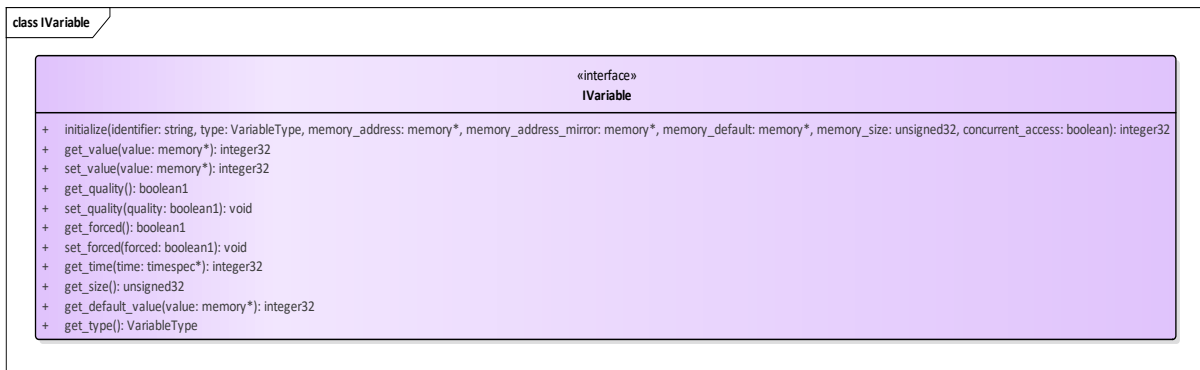 class IVariable
«interface»
IVariable
+ initialize(identifier: string, type: VariableType, memory_address: memory*, memory_address_mirror: memory*, memory_default: memory*, memory_size: unsigned32, concurrent_access: boolean): integer32
+ get_value(value: memory*): integer32
+ set_value(value: memory*): integer32
+ get_quality(): boolean1
+ set_quality(quality: boolean1): void
+ get_forced(): boolean1
+ set_forced(forced: boolean1): void
+ get_time(time: timespec*): integer32
+ get_size(): unsigned32
+ get_default_value(value: memory*): integer32
+ get_type(): VariableType